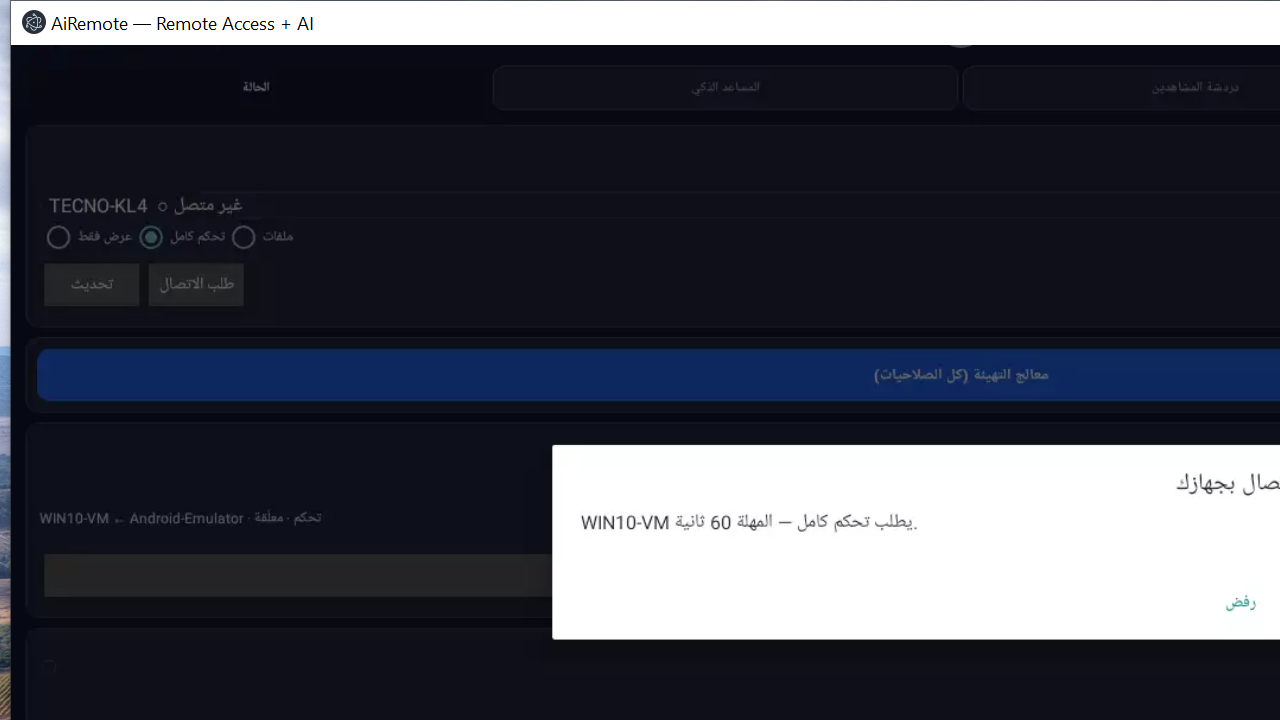 AiRemote — Remote Access + AI
الحالة
المساعد الذكي
دردشة المشاهدين
TECNO-KL4 ○ غير متصل
عرض فقط
تحكم كامل
ملفات
تحديث
طلب الاتصال
معالج التهيئة (كل الصلاحيات)
WIN10-VM ← Android-Emulator · تحكم · معلّقة
صال بجهازك
WIN10-VM يطلب تحكم كامل — المهلة 60 ثانية.
رفض